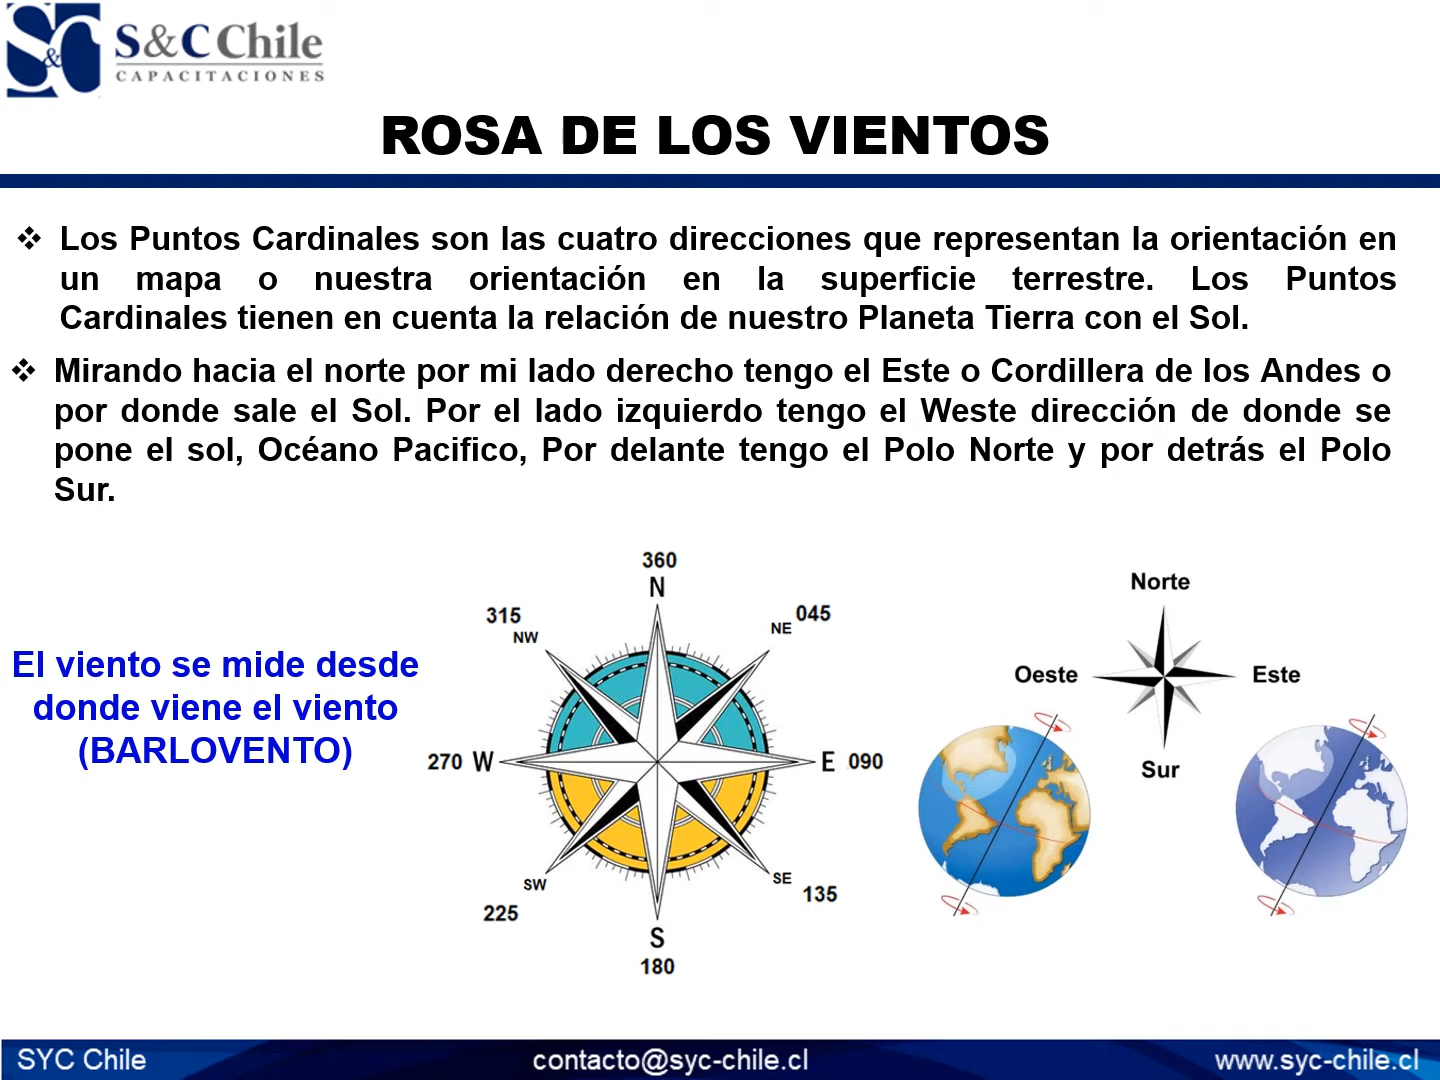 S&C Chile
CAPACITACIONES
ROSA DE LOS VIENTOS
❖ Los Puntos Cardinales son las cuatro direcciones que representan la orientación en
un mapa o nuestra orientación en la superficie terrestre. Los Puntos
Cardinales tienen en cuenta la relación de nuestro Planeta Tierra con el Sol.
❖ Mirando hacia el norte por mi lado derecho tengo el Este o Cordillera de los Andes o
por donde sale el Sol. Por el lado izquierdo tengo el Weste dirección de donde se
pone el sol, Océano Pacifico, Por delante tengo el Polo Norte y por detrás el Polo
Sur.
El viento se mide desde
donde viene el viento
(BARLOVENTO)
360
N
315
NW
045
NE
270 W
E 090
SW
225
SE
135
S
180
Norte
Oeste
Este
Sur
SYC Chile
contacto@syc-chile.cl
www.syc-chile.cl